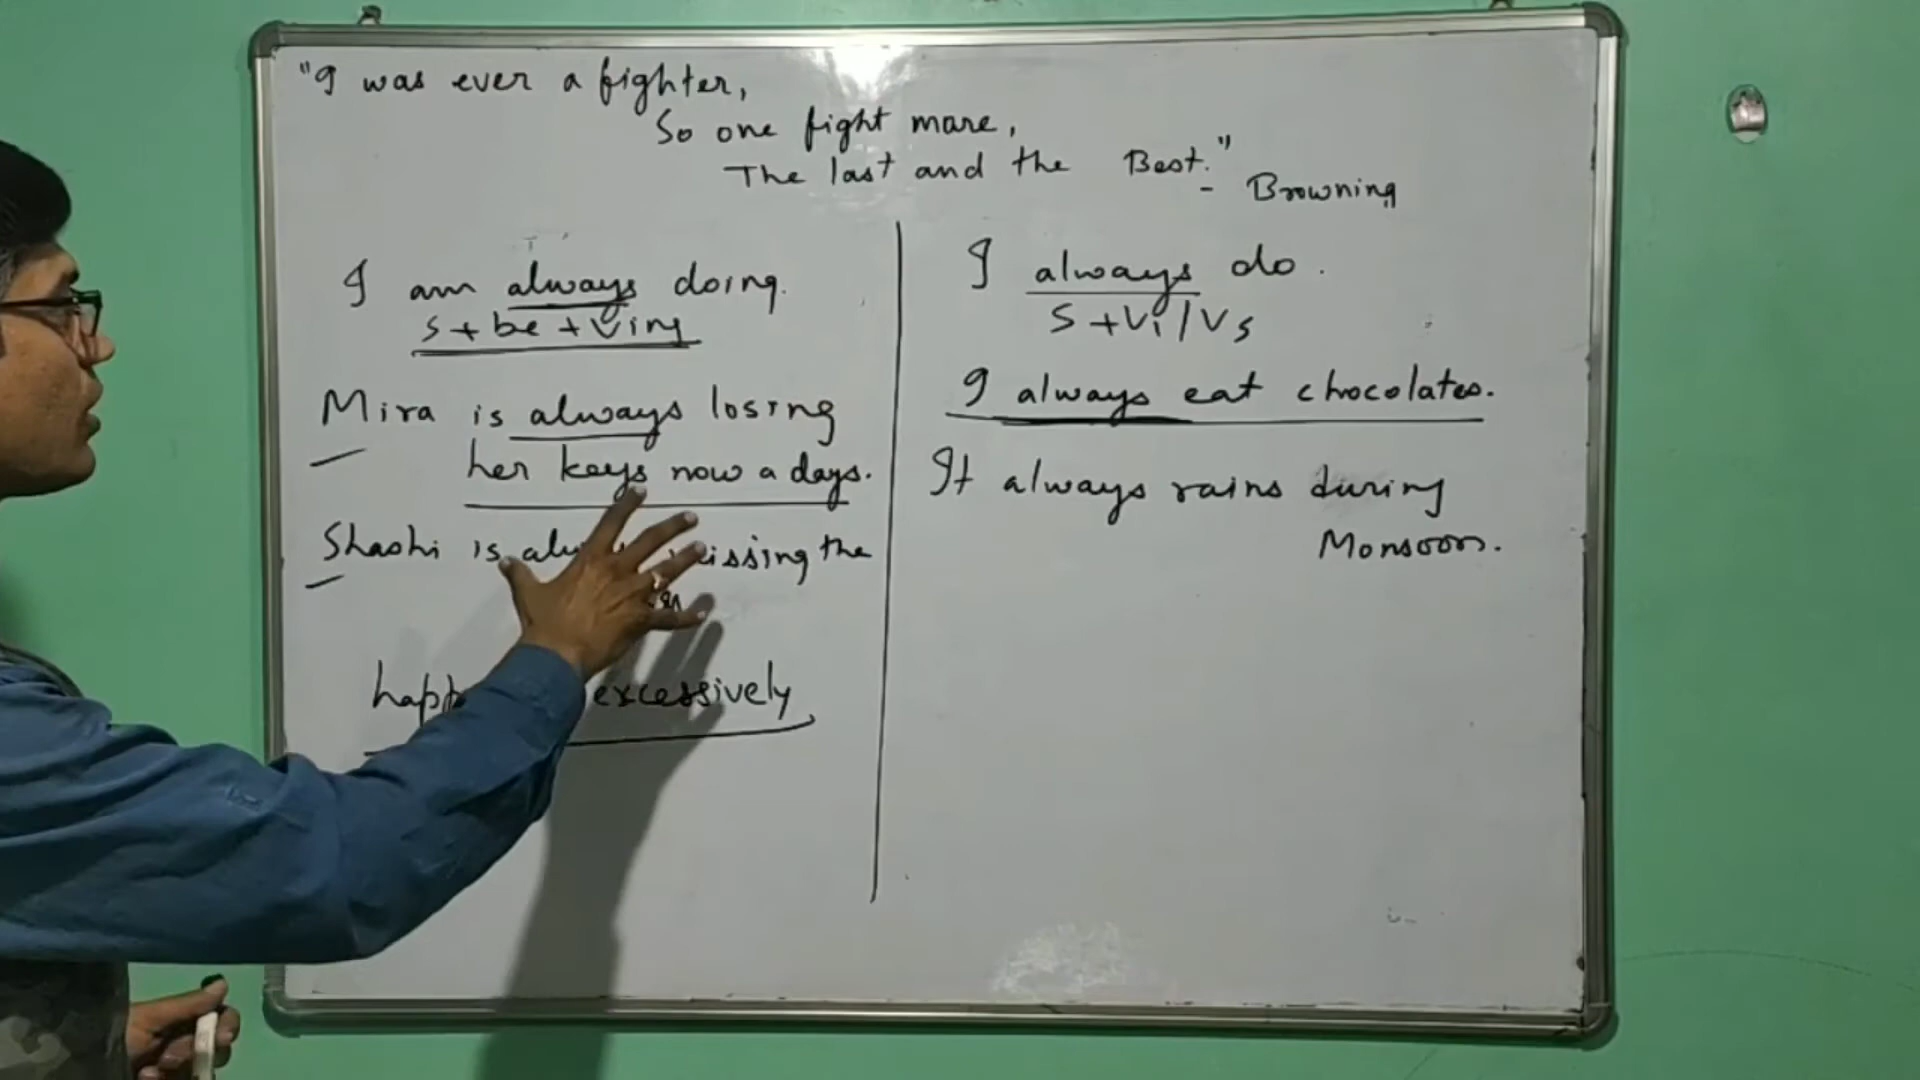 "I was ever a fighter,
So one fight more,
The last and the Best."
- Browning
I am always doing.
S + be + Ving
Mira is always losing
her keys now a days.
Shashi is missing the
excessively
I always do.
S + V1 / Vs
I always eat chocolates.
It always rains during
Monsoon.